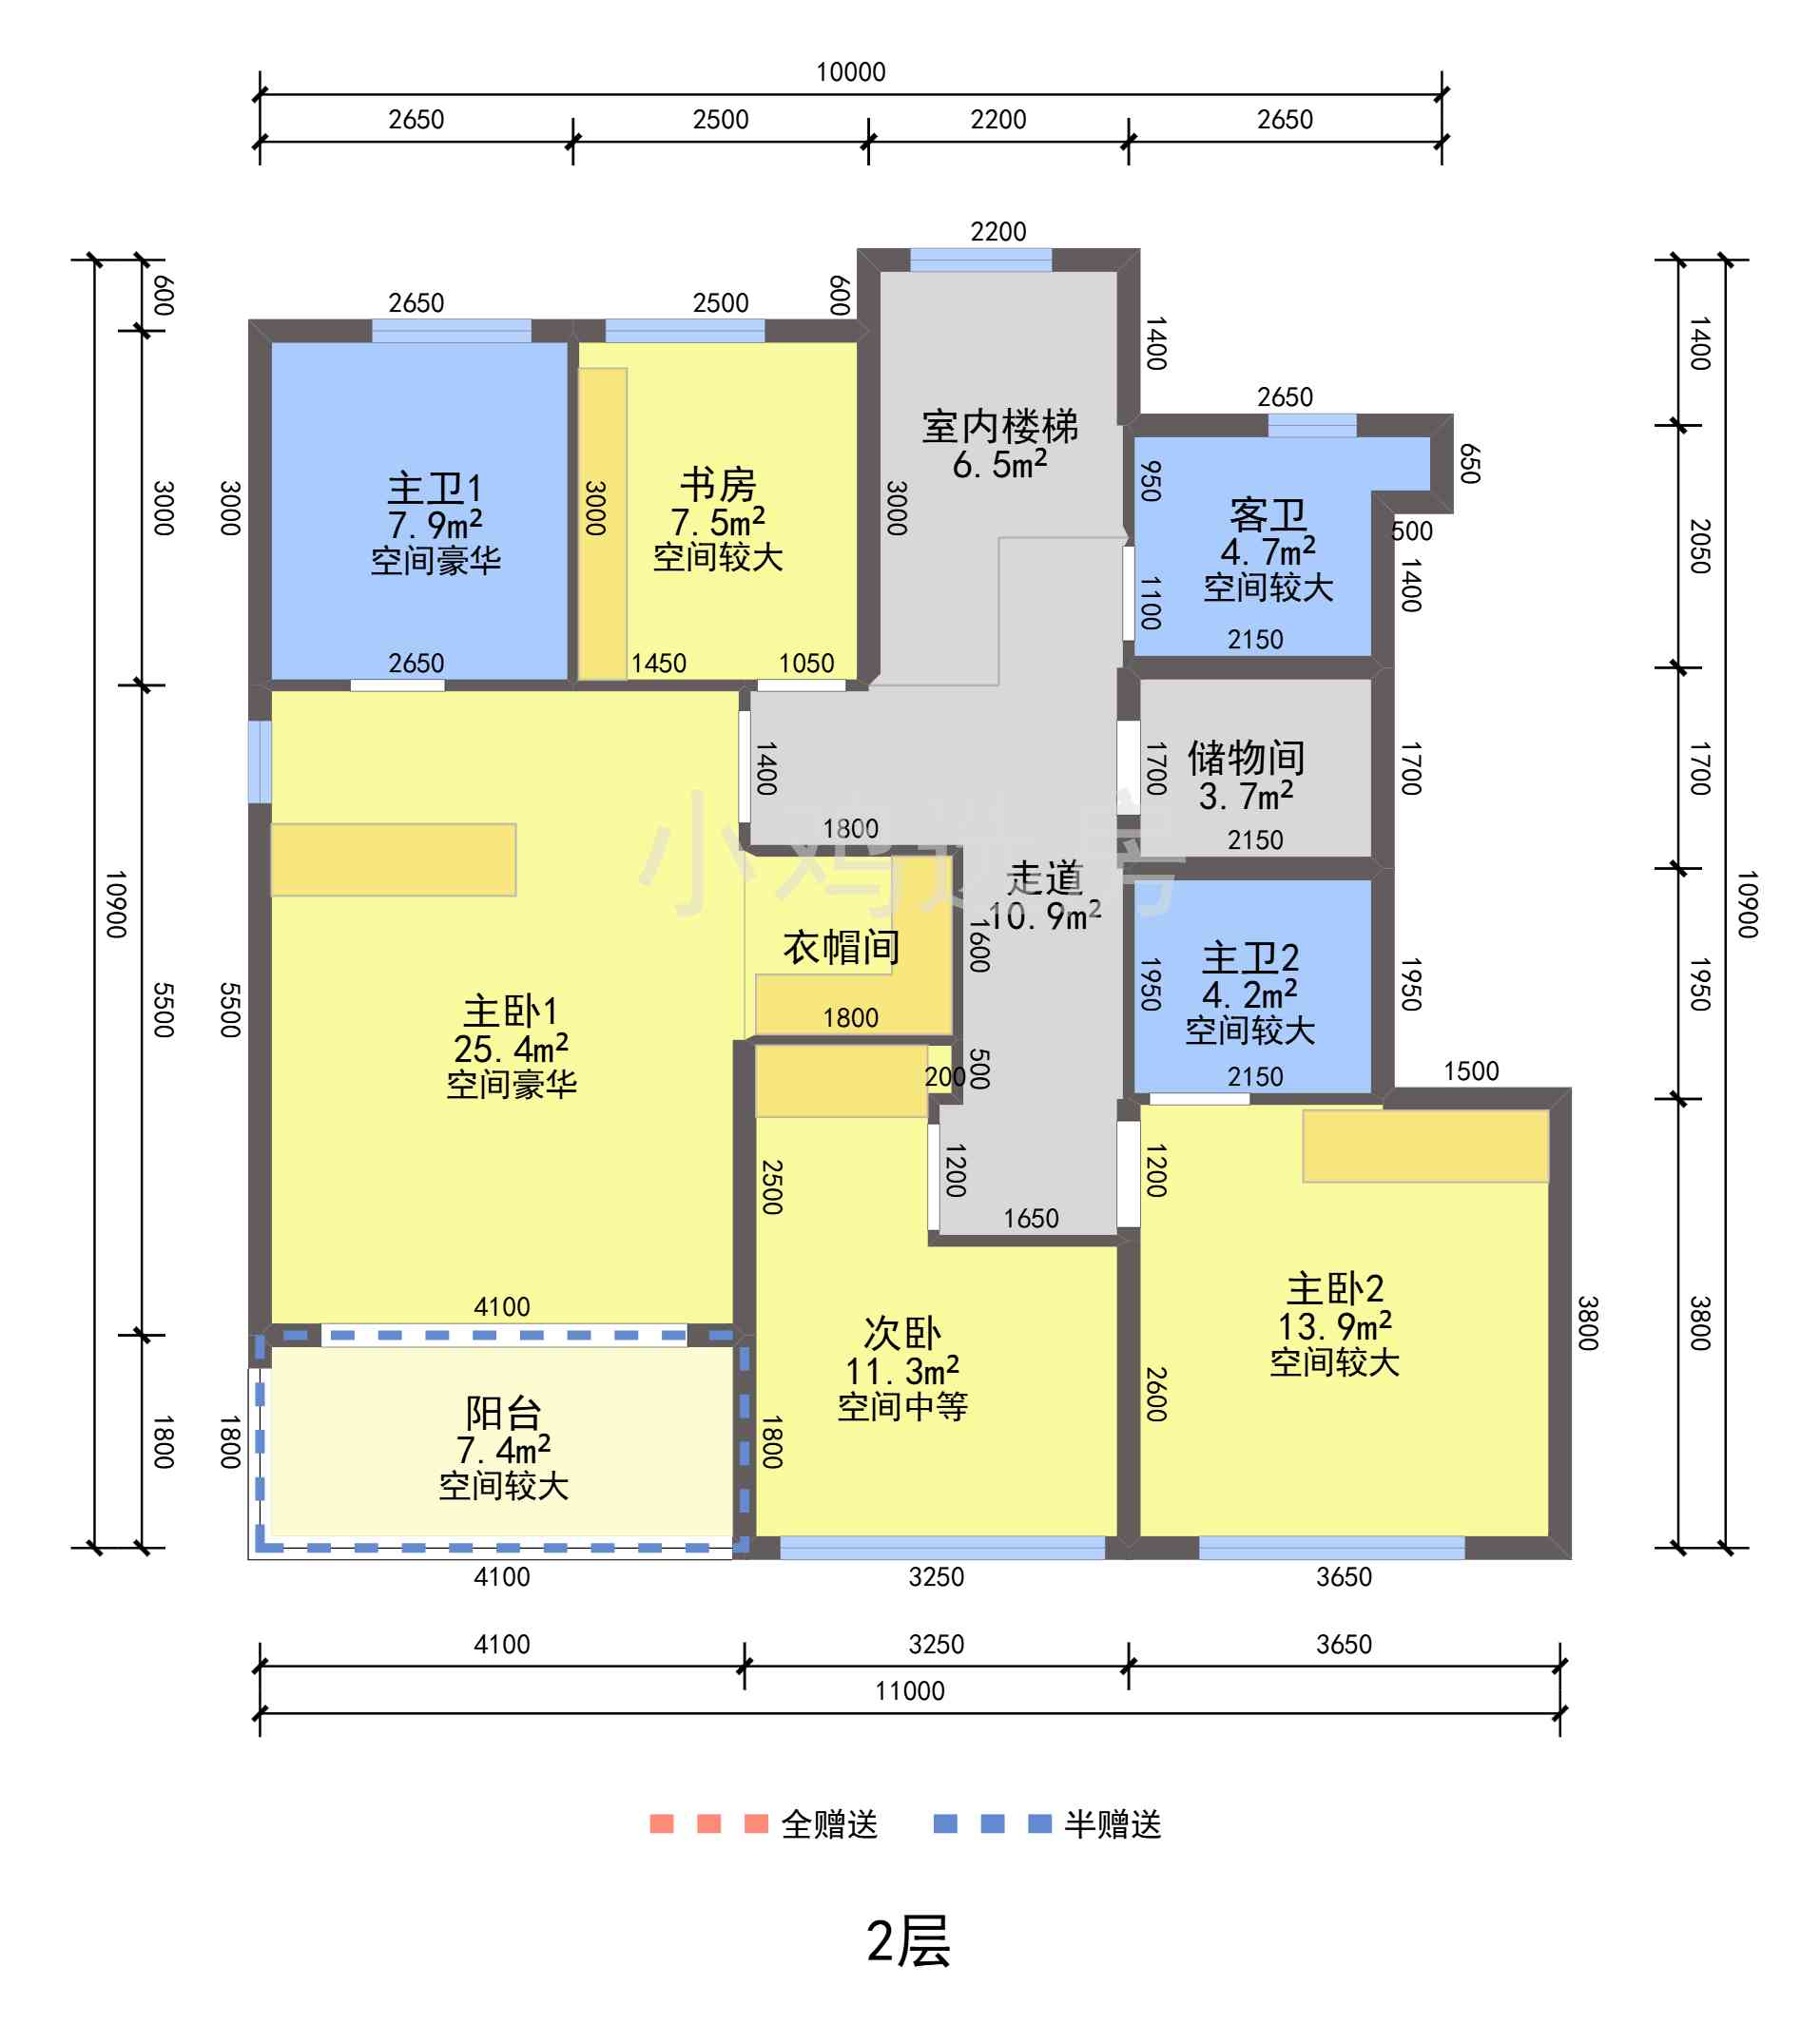 10000
2650
2500
2200
2650
2200
600
2650
2500
600
1400
1400
2650
室内楼梯
6.5m²
650
主卫1
7.9m²
空间豪华
书房
7.5m²
空间较大
3000
3000
3000
3000
950
客卫
4.7m²
空间较大
500
2050
1400
1100
2150
2650
1450
1050
1400
1700
储物间
3.7m²
1700
1700
1800
2150
小鸡选房
走道
10.9m²
10900
10900
衣帽间
1600
1800
主卫2
4.2m²
空间较大
1950
1950
1950
5500
5500
主卧1
25.4m²
空间豪华
200
500
2150
1500
2500
1200
1200
1650
主卧2
13.9m²
空间较大
4100
次卧
11.3m²
空间中等
3800
3800
2600
阳台
7.4m²
空间较大
1800
1800
1800
4100
3250
3650
4100
3250
3650
11000
全赠送
半赠送
2层